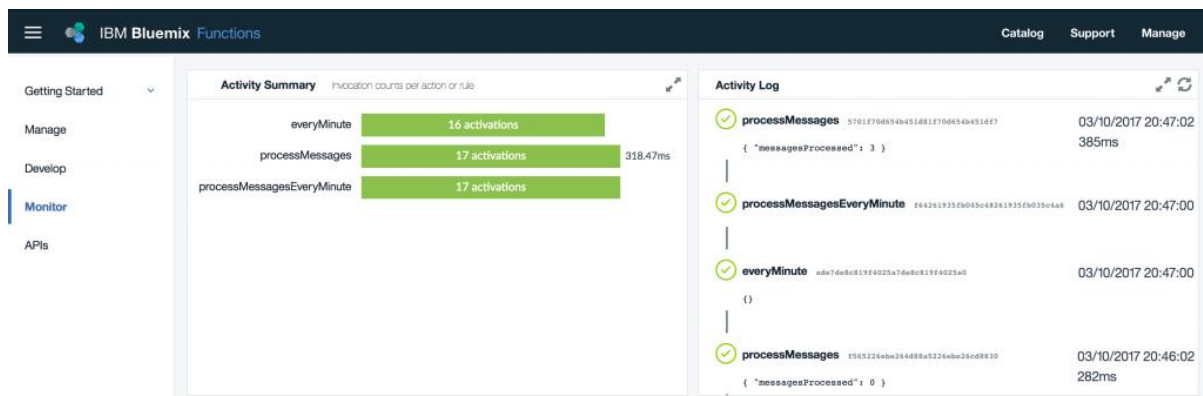 IBM Bluemix Functions
Catalog Support Manage
Getting Started
Manage
Develop
Monitor
APIs
Activity Summary Invocation counts per action or rule
everyMinute 16 activations
processMessages 17 activations 318.47ms
processMessagesEveryMinute 17 activations
Activity Log
processMessages 03/10/2017 20:47:02
385ms
{ "messagesProcessed": 3 }
processMessagesEveryMinute 03/10/2017 20:47:00
everyMinute 03/10/2017 20:47:00
{}
processMessages 03/10/2017 20:46:02
282ms
{ "messagesProcessed": 0 }